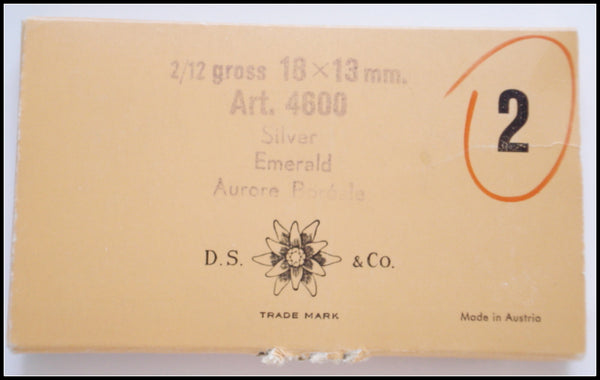 2/12 gross 18×13 mm.
Art. 4600
2
Silver
Emerald
Aurore Boréale
D.S. & Co.
TRADE MARK
Made in Austria